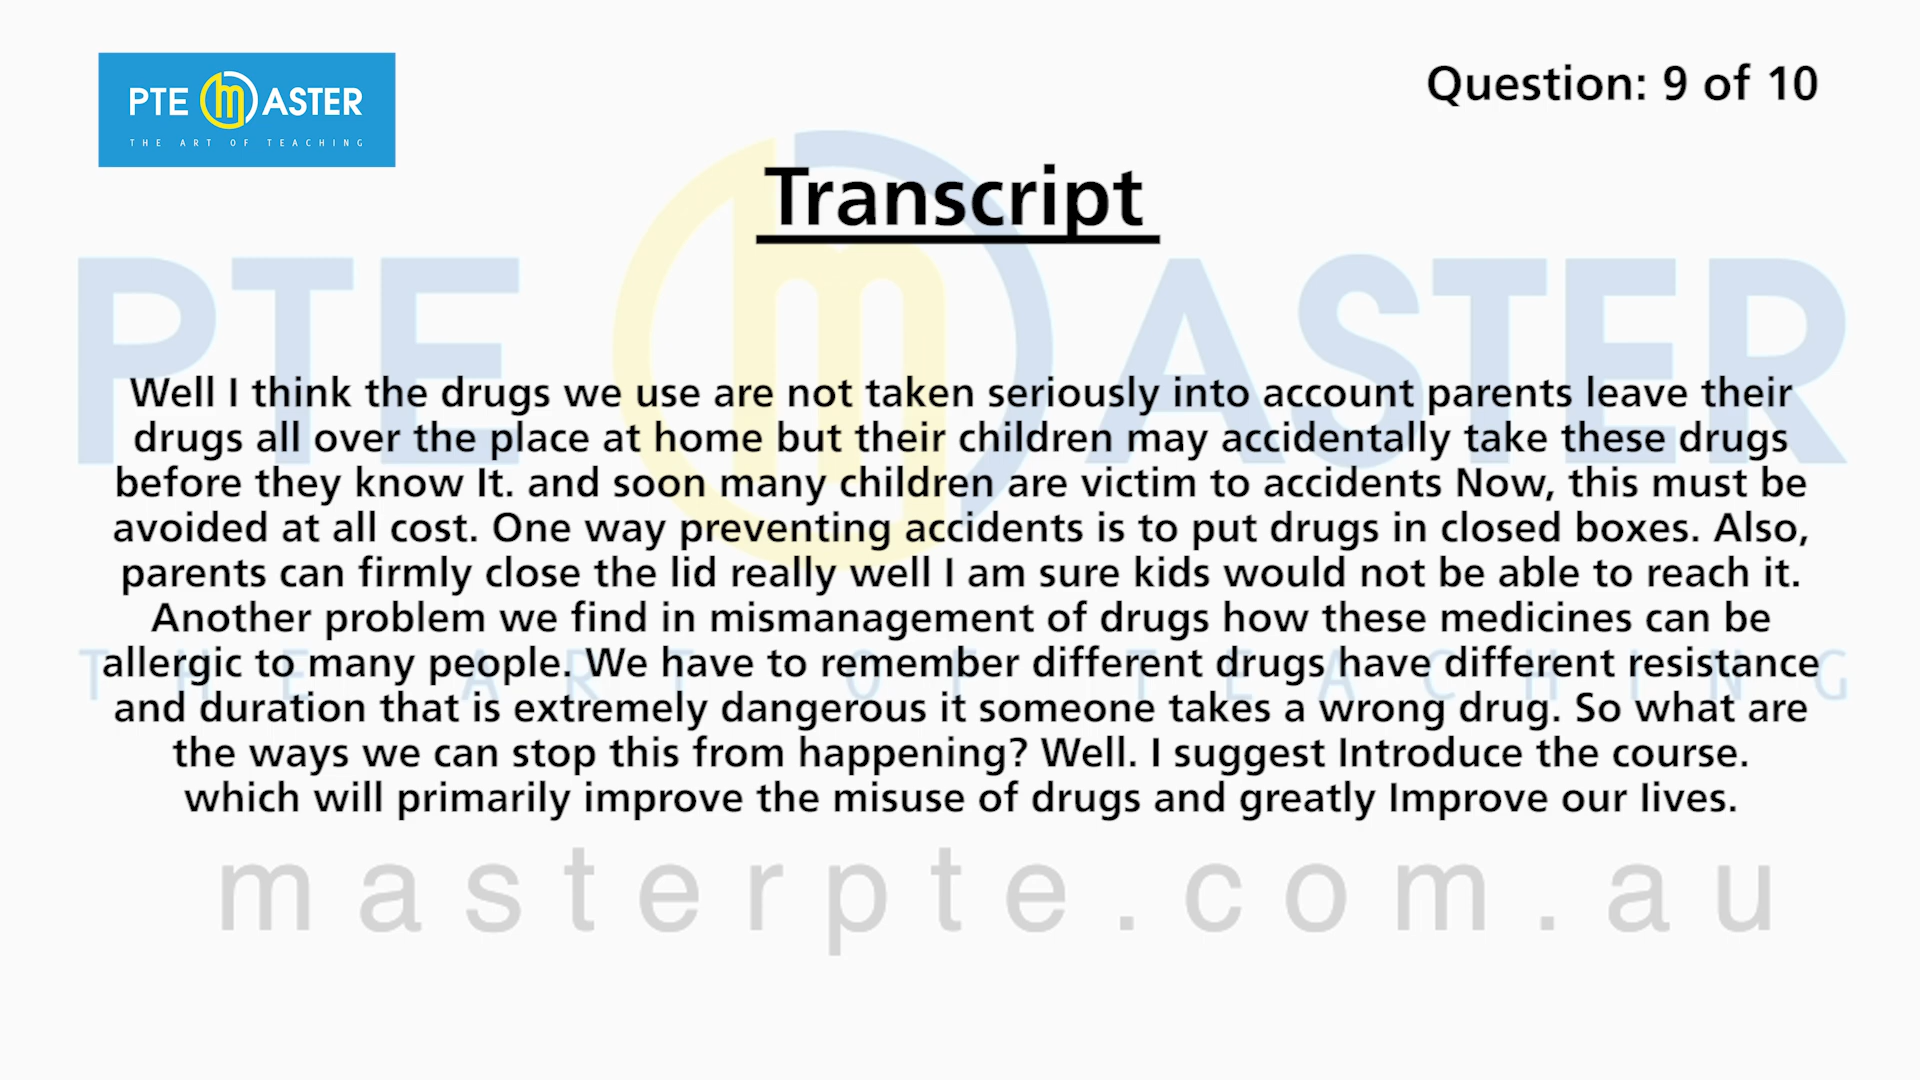 PTE MASTER
THE ART OF TEACHING
Question: 9 of 10
Transcript
PTE MASTER
Well I think the drugs we use are not taken seriously into account parents leave their
drugs all over the place at home but their children may accidentally take these drugs
before they know It. and soon many children are victim to accidents Now, this must be
avoided at all cost. One way preventing accidents is to put drugs in closed boxes. Also,
parents can firmly close the lid really well I am sure kids would not be able to reach it.
Another problem we find in mismanagement of drugs how these medicines can be
allergic to many people. We have to remember different drugs have different resistance
and duration that is extremely dangerous it someone takes a wrong drug. So what are
the ways we can stop this from happening? Well. I suggest Introduce the course.
which will primarily improve the misuse of drugs and greatly Improve our lives.
THE ART OF TEACHING
masterpte.com.au